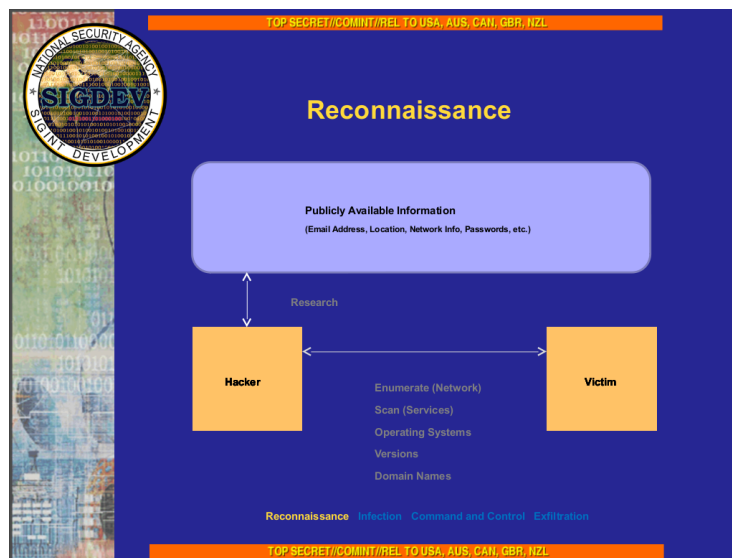 TOP SECRET//COMINT//REL TO USA, AUS, CAN, GBR, NZL
NATIONAL SECURITY AGENCY
SIGDEV
SIGINT DEVELOPMENT
Reconnaissance
Publicly Available Information
(Email Address, Location, Network Info, Passwords, etc.)
Research
Hacker
Victim
Enumerate (Network)
Scan (Services)
Operating Systems
Versions
Domain Names
Reconnaissance Infection Command and Control Exfiltration
TOP SECRET//COMINT//REL TO USA, AUS, CAN, GBR, NZL